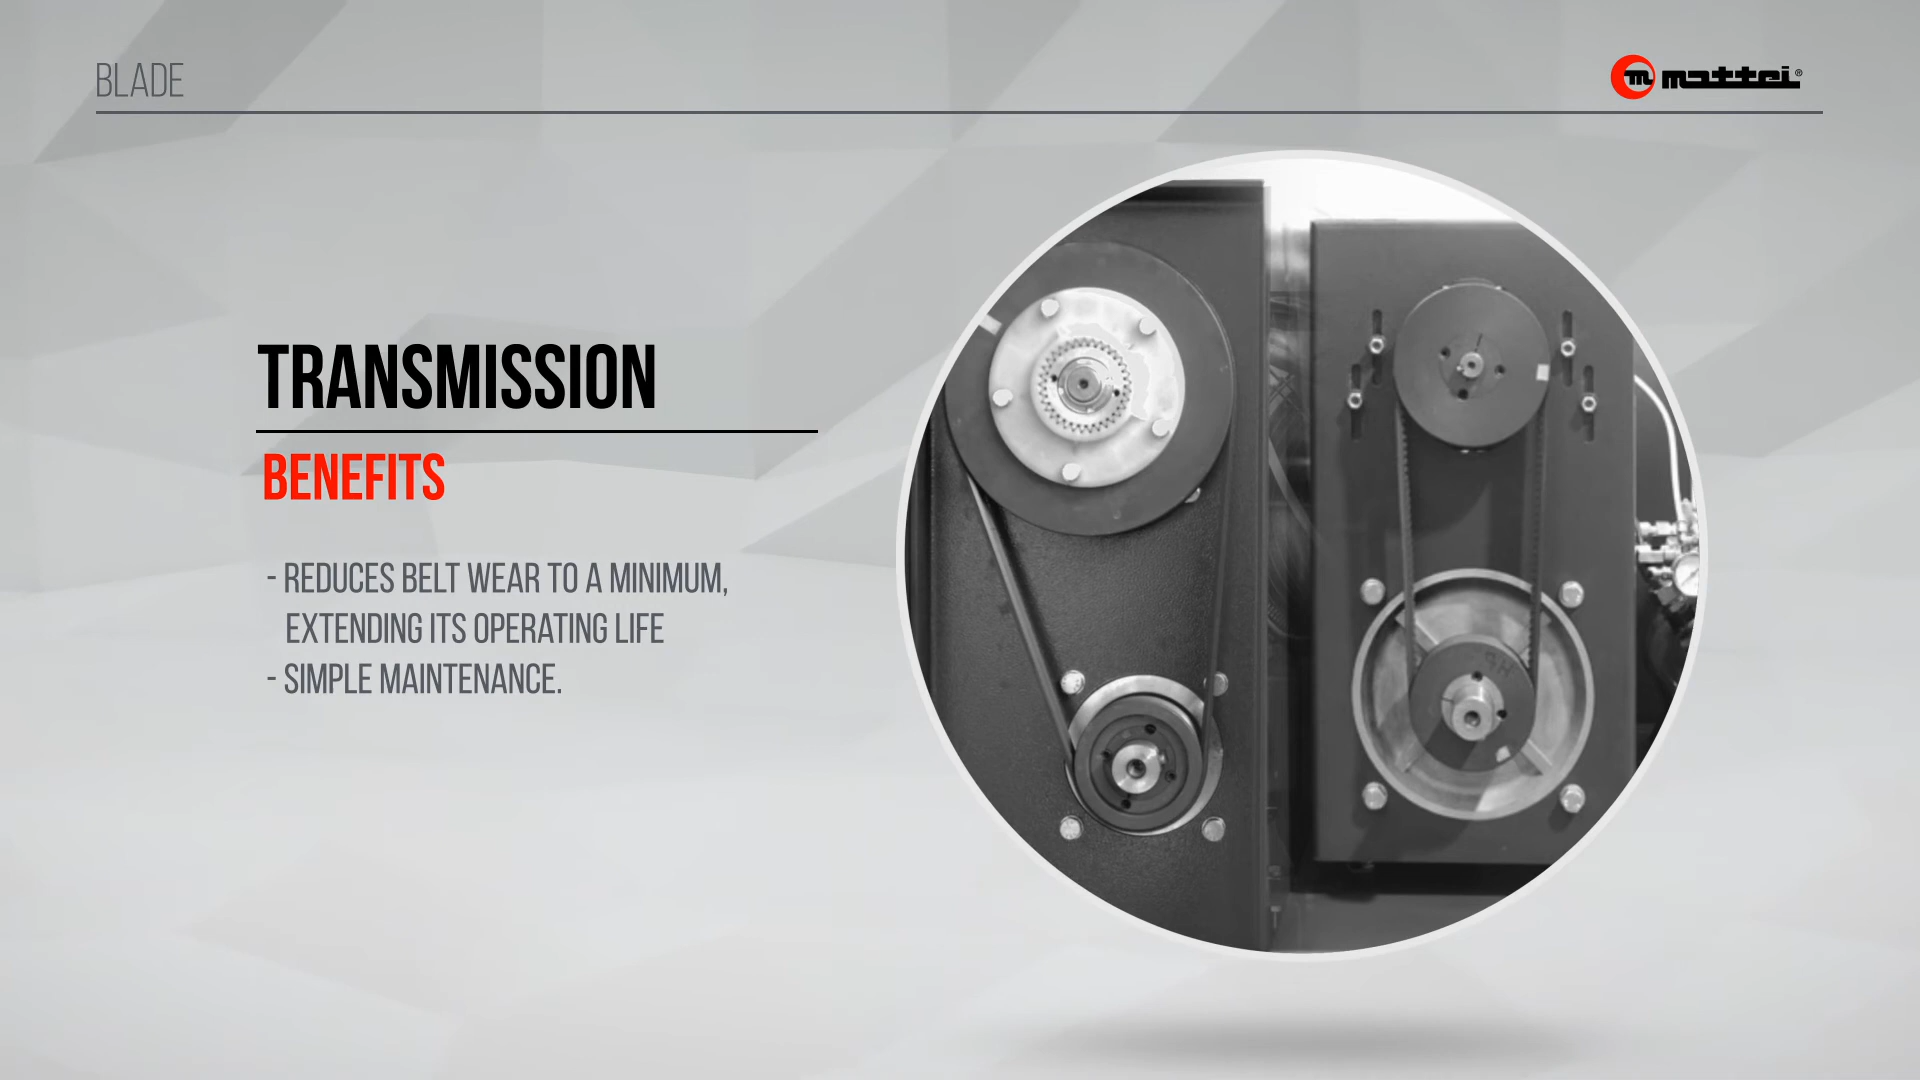 BLADE
mattei®
TRANSMISSION
BENEFITS
- REDUCES BELT WEAR TO A MINIMUM,
EXTENDING ITS OPERATING LIFE
- SIMPLE MAINTENANCE.